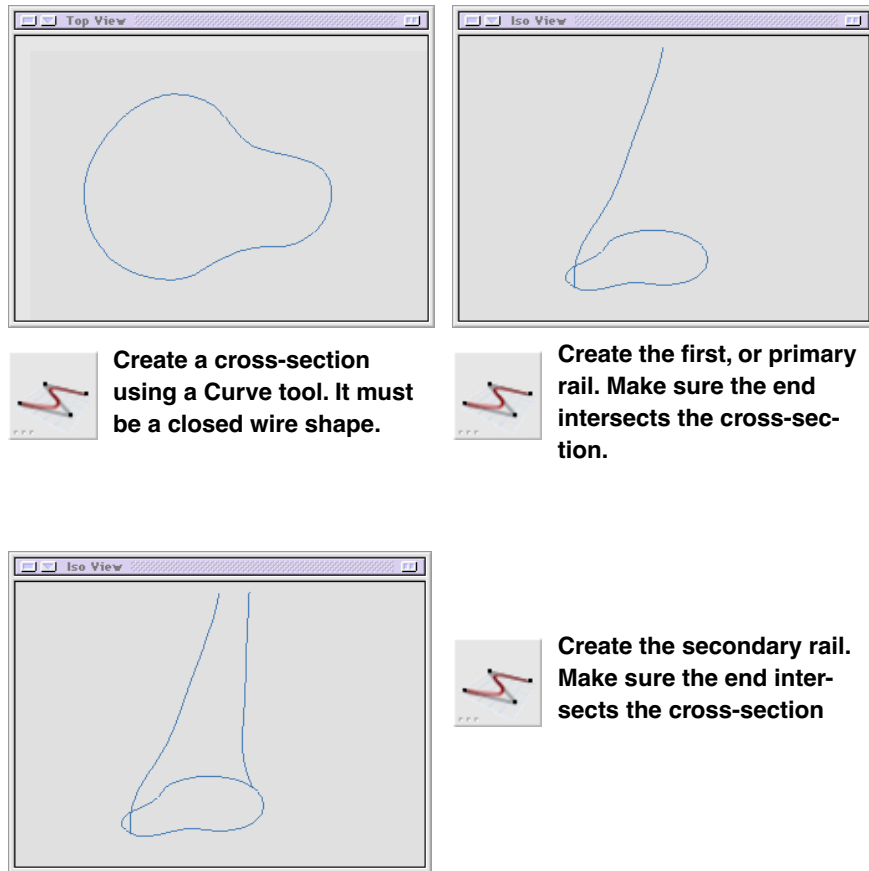 Top View
Iso View
Create a cross-section
using a Curve tool. It must
be a closed wire shape.
Create the first, or primary
rail. Make sure the end
intersects the cross-sec-
tion.
Iso View
Create the secondary rail.
Make sure the end inter-
sects the cross-section